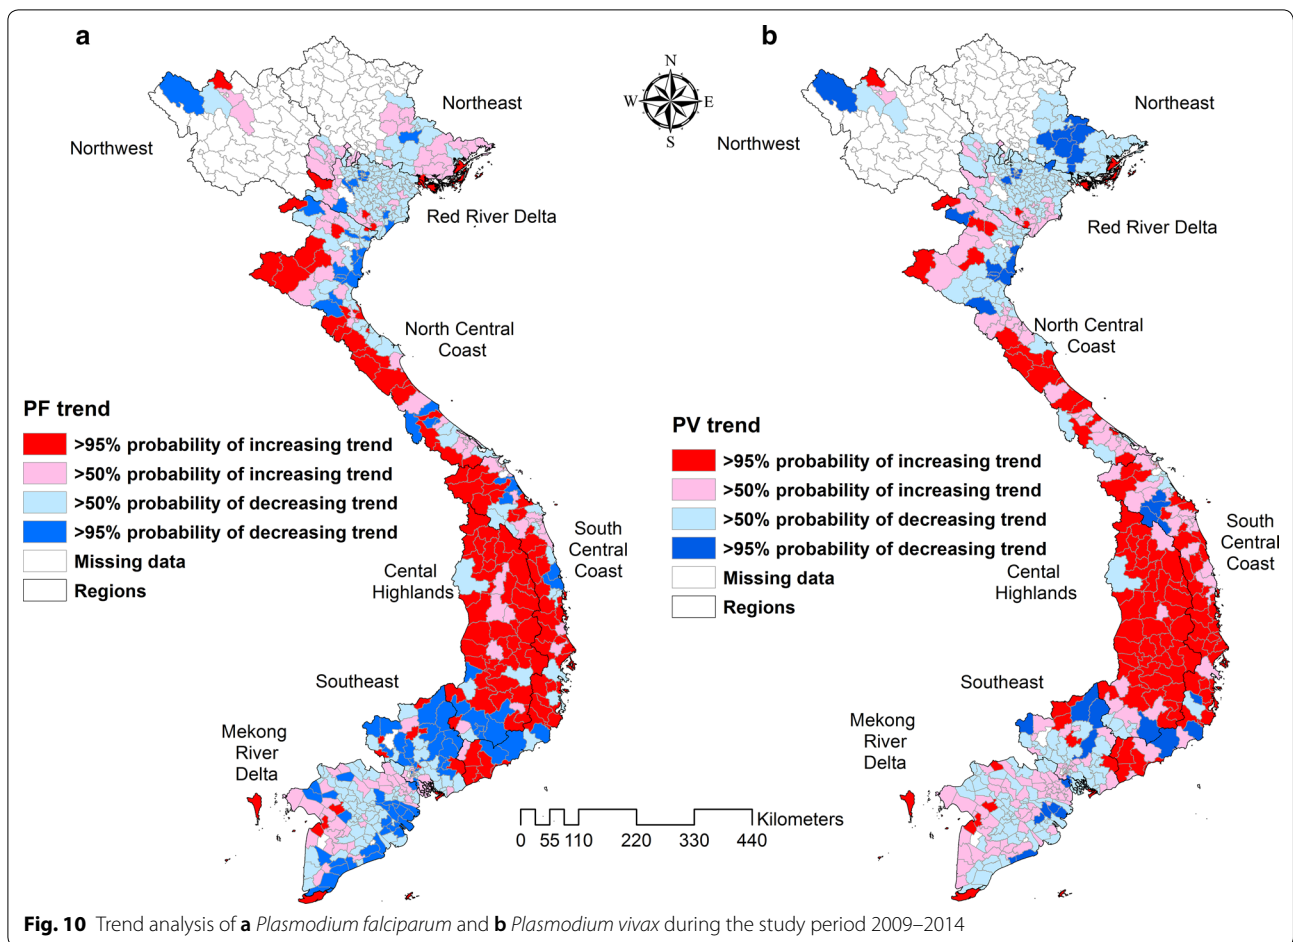 a
b
N
W
E
S
Northeast
Northwest
Red River Delta
North Central
Coast
PF trend
>95% probability of increasing trend
>50% probability of increasing trend
>50% probability of decreasing trend
>95% probability of decreasing trend
Missing data
Regions
South
Central
Coast
Cental
Highlands
Southeast
Mekong
River
Delta
Northeast
Northwest
Red River Delta
North Central
Coast
PV trend
>95% probability of increasing trend
>50% probability of increasing trend
>50% probability of decreasing trend
>95% probability of decreasing trend
Missing data
Regions
South
Central
Coast
Cental
Highlands
Southeast
Mekong
River
Delta
Kilometers
0 55 110 220 330 440
Fig. 10 Trend analysis of a Plasmodium falciparum and b Plasmodium vivax during the study period 2009–2014